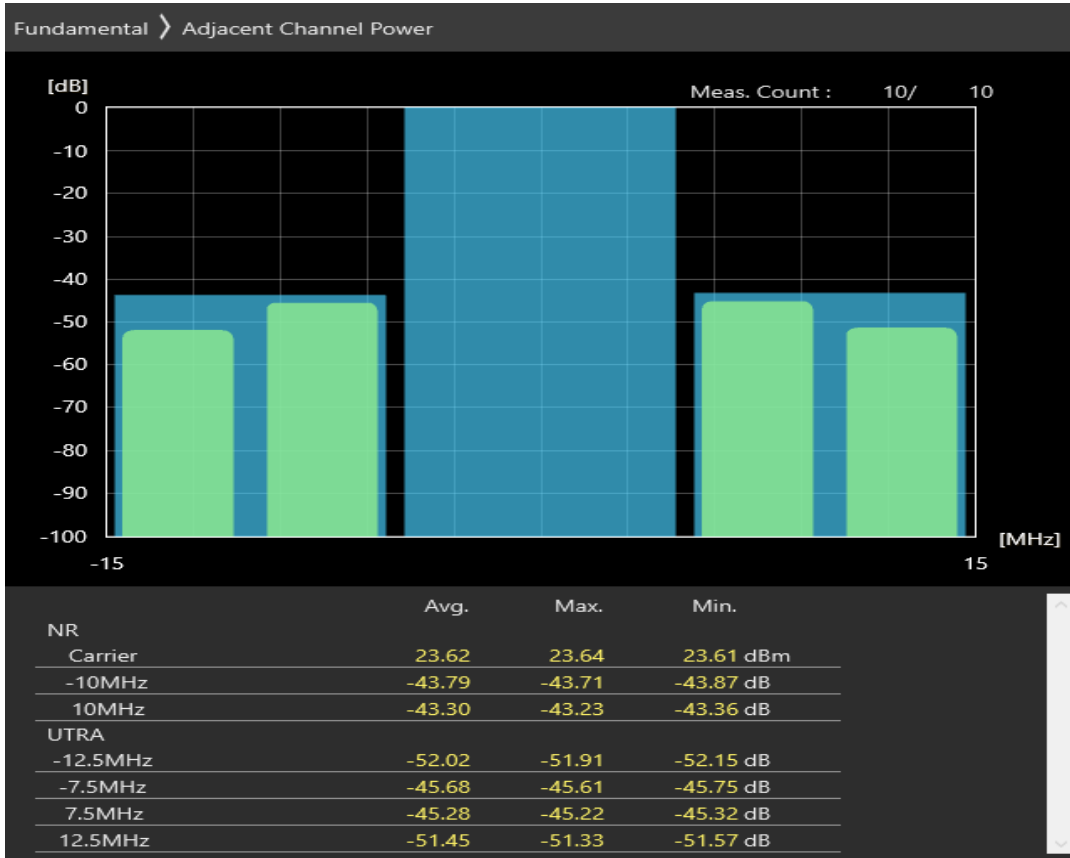 Fundamental ❯ Adjacent Channel Power
[dB]
Meas. Count : 10/ 10
0
-10
-20
-30
-40
-50
-60
-70
-80
-90
-100
[MHz]
-15 15
Avg. Max. Min.
NR
Carrier 23.62 23.64 23.61 dBm
-10MHz -43.79 -43.71 -43.87 dB
10MHz -43.30 -43.23 -43.36 dB
UTRA
-12.5MHz -52.02 -51.91 -52.15 dB
-7.5MHz -45.68 -45.61 -45.75 dB
7.5MHz -45.28 -45.22 -45.32 dB
12.5MHz -51.45 -51.33 -51.57 dB